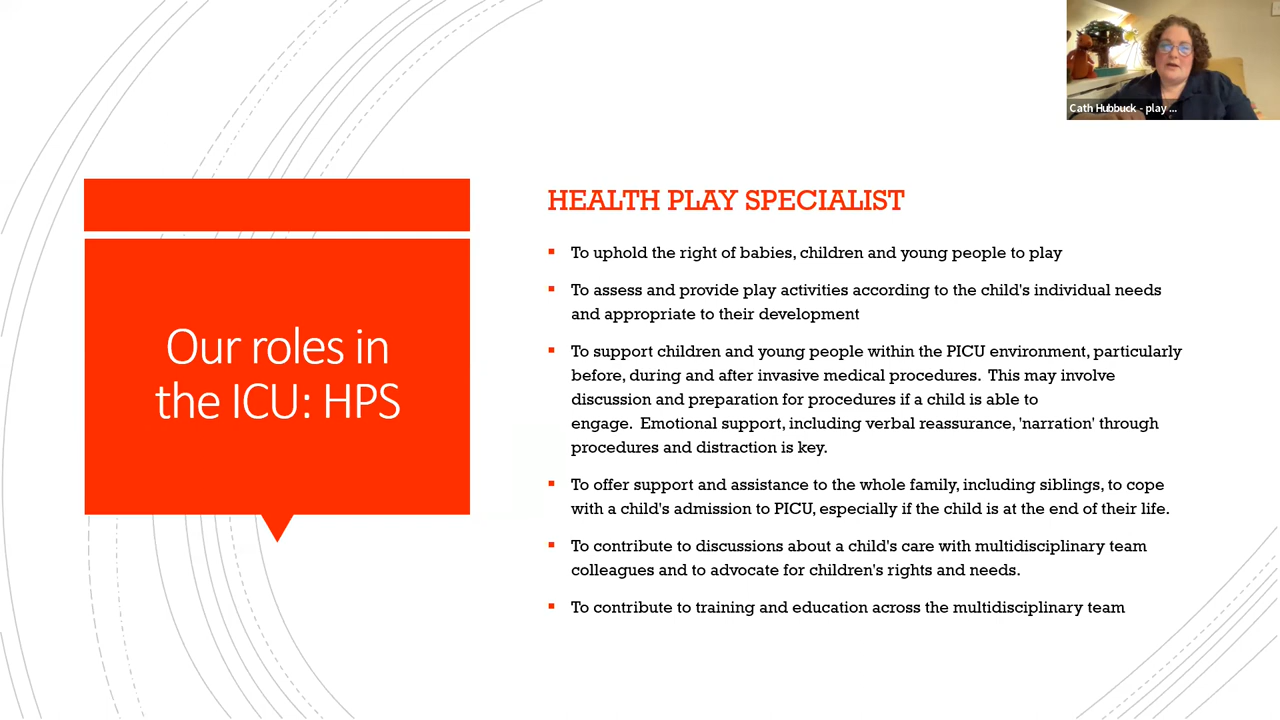 Cath Hubbuck - play ...
Our roles in
the ICU: HPS
HEALTH PLAY SPECIALIST
To uphold the right of babies, children and young people to play
To assess and provide play activities according to the child's individual needs
and appropriate to their development
To support children and young people within the PICU environment, particularly
before, during and after invasive medical procedures.  This may involve
discussion and preparation for procedures if a child is able to
engage.  Emotional support, including verbal reassurance, 'narration' through
procedures and distraction is key.
To offer support and assistance to the whole family, including siblings, to cope
with a child's admission to PICU, especially if the child is at the end of their life.
To contribute to discussions about a child's care with multidisciplinary team
colleagues and to advocate for children's rights and needs.
To contribute to training and education across the multidisciplinary team